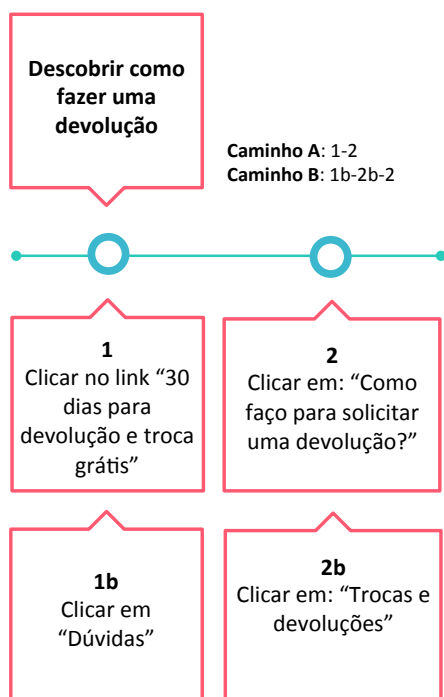 Descobrir como
fazer uma
devolução
Caminho A: 1-2
Caminho B: 1b-2b-2
1
Clicar no link “30
dias para
devolução e troca
grátis”
2
Clicar em: “Como
faço para solicitar
uma devolução?”
1b
Clicar em
“Dúvidas”
2b
Clicar em: “Trocas e
devoluções”